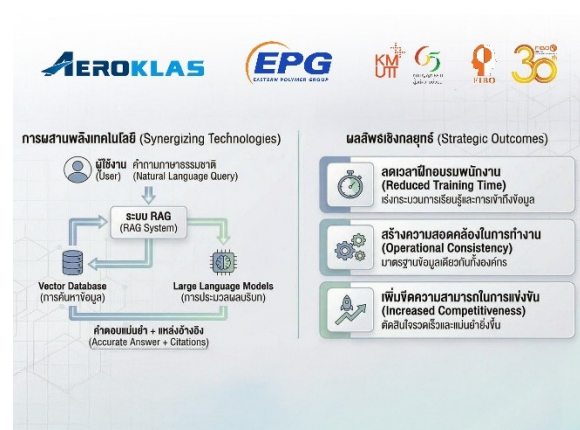 AEROKLAS
EPG
EASTERN POLYMER GROUP
KM
UTT
65
FIBO
30
การผสานพลังเทคโนโลยี (Synergizing Technologies)
ผู้ใช้งาน
(User)
คำถามภาษาธรรมชาติ
(Natural Language Query)
ระบบ RAG
(RAG System)
Vector Database
(การค้นหาข้อมูล)
Large Language Models
(การประมวลผลบริบท)
คำตอบแม่นยำ + แหล่งอ้างอิง
(Accurate Answer + Citations)
ผลลัพธ์เชิงกลยุทธ์ (Strategic Outcomes)
ลดเวลาฝึกอบรมพนักงาน
(Reduced Training Time)
เร่งกระบวนการเรียนรู้และการเข้าถึงข้อมูล
สร้างความสอดคล้องในการทำงาน
(Operational Consistency)
มาตรฐานข้อมูลเดียวกันทั้งองค์กร
เพิ่มขีดความสามารถในการแข่งขัน
(Increased Competitiveness)
ตัดสินใจรวดเร็วและแม่นยำยิ่งขึ้น